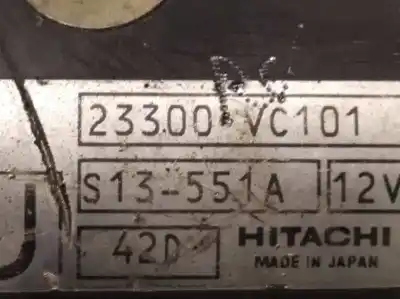 23300 VC101
S13-551A 12V
42D HITACHI
MADE IN JAPAN